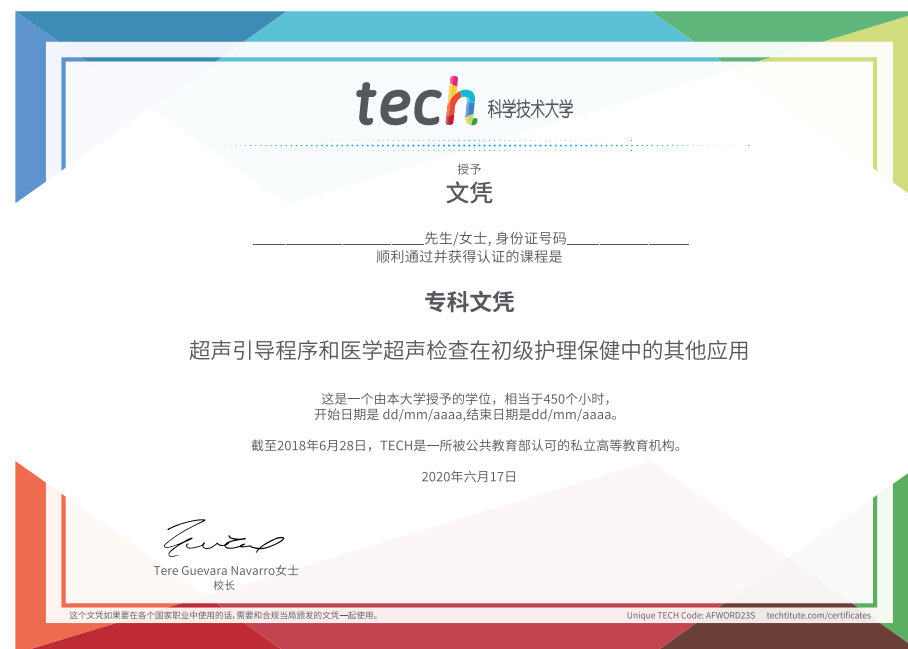 tech 科学技术大学
授予
文凭
____________________先生/女士, 身份证号码______________
顺利通过并获得认证的课程是
专科文凭
超声引导程序和医学超声检查在初级护理保健中的其他应用
这是一个由本大学授予的学位，相当于450个小时，
开始日期是 dd/mm/aaaa,结束日期是dd/mm/aaaa。
截至2018年6月28日，TECH是一所被公共教育部认可的私立高等教育机构。
2020年六月17日
Tere Guevara Navarro女士
校长
这个文凭如果要在各个国家职业中使用的话,需要和合规当局颁发的文凭一起使用。
Unique TECH Code: AFWORD23S techtitute.com/certificates